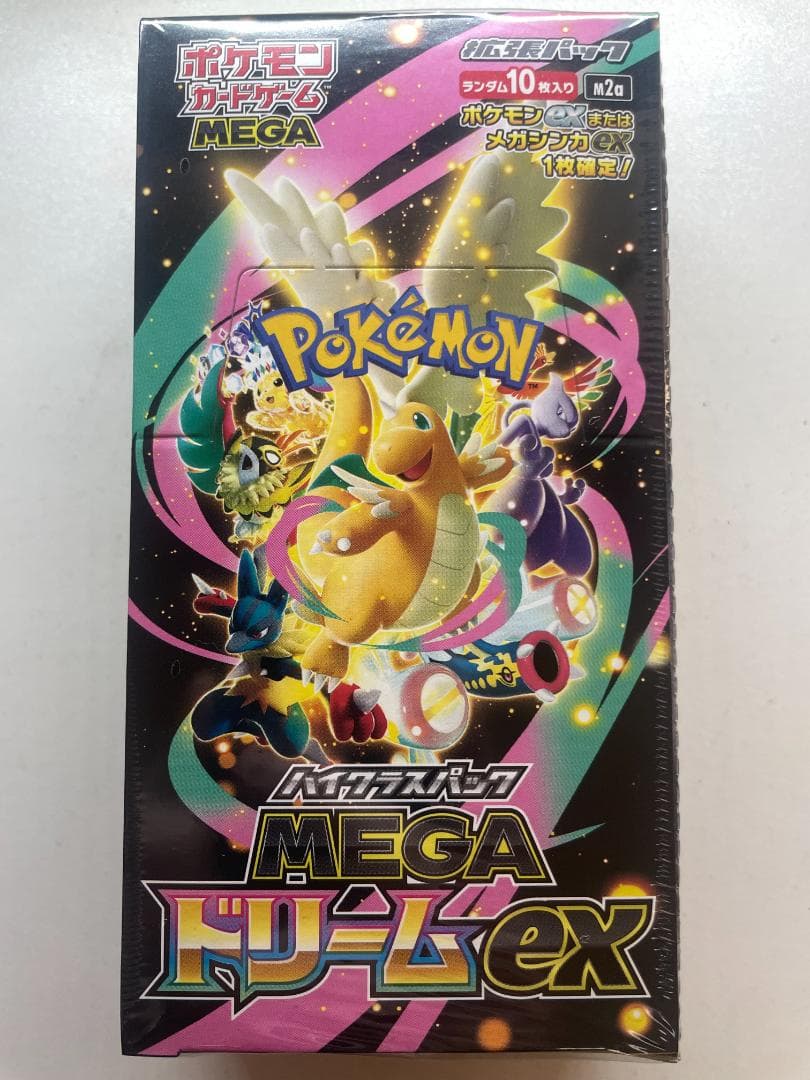 ポケモン
カードゲーム
MEGA
拡張パック
ランダム10枚入り M2a
ポケモンexまたは
メガシンカex
1枚確定!
POKéMON
TM
ハイクラスパック
MEGA
ドリームex